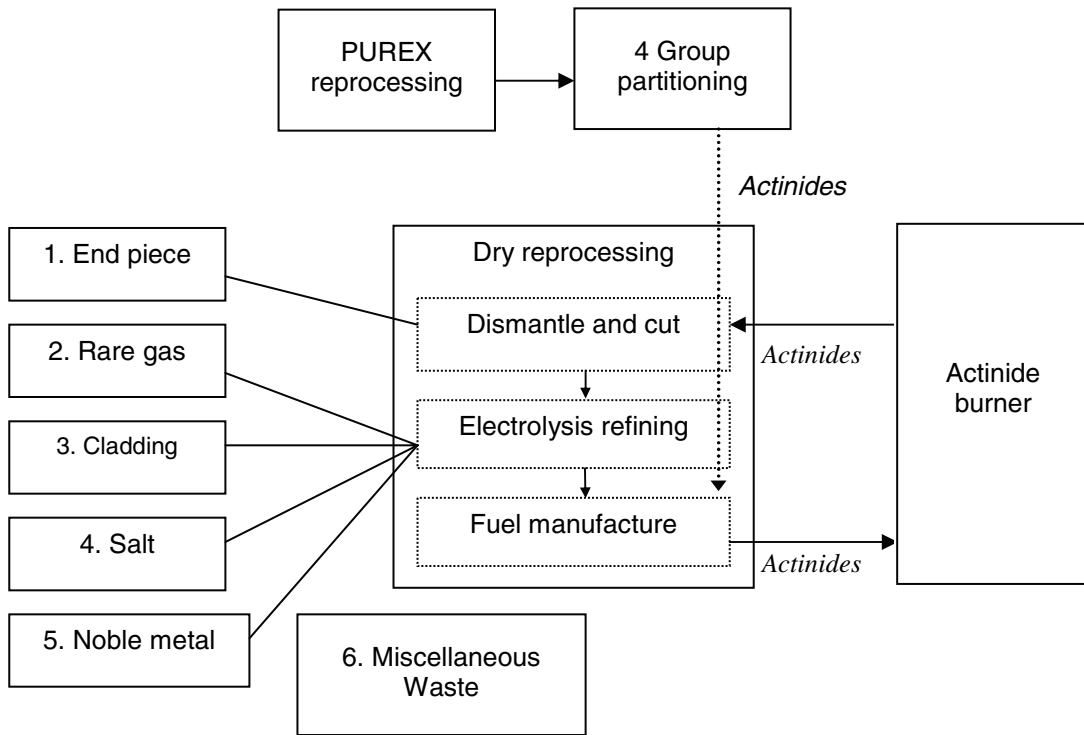 PUREX
reprocessing
4 Group
partitioning
Actinides
1. End piece
2. Rare gas
3. Cladding
4. Salt
5. Noble metal
6. Miscellaneous
Waste
Dry reprocessing
Dismantle and cut
Electrolysis refining
Fuel manufacture
Actinides
Actinides
Actinide
burner